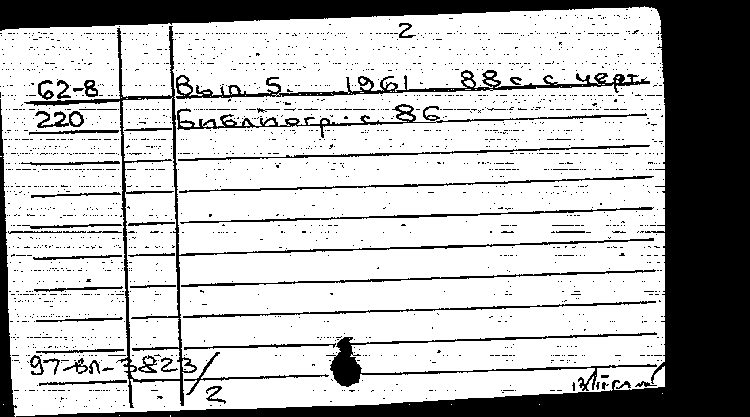 2
62-8 Вып. 5. 1961. 88 с. с черт.
220 Библиогр. с. 86
97-вл-3823/2